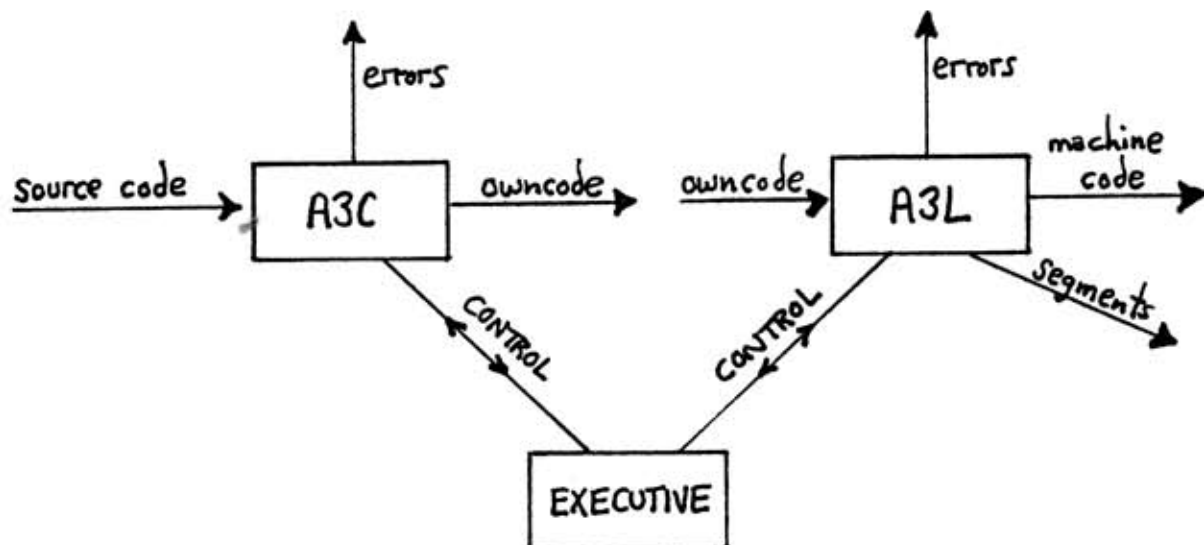 errors
errors
source code
A3C
owncode
owncode
A3L
machine
code
segments
CONTROL
CONTROL
EXECUTIVE